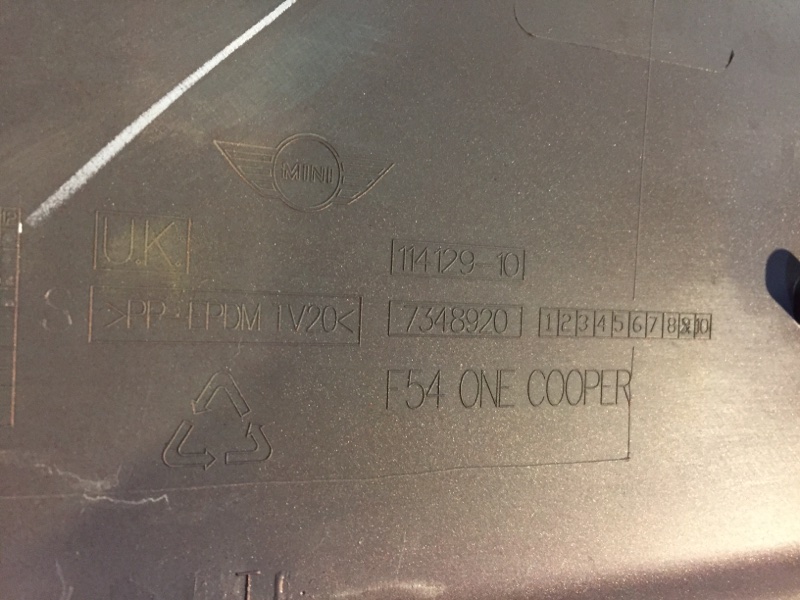 MINI
U.K.
114129-10
S
>PP-EPDM TV20<
7348920
1 2 3 4 5 6 7 8 9 10
F54 ONE COOPER